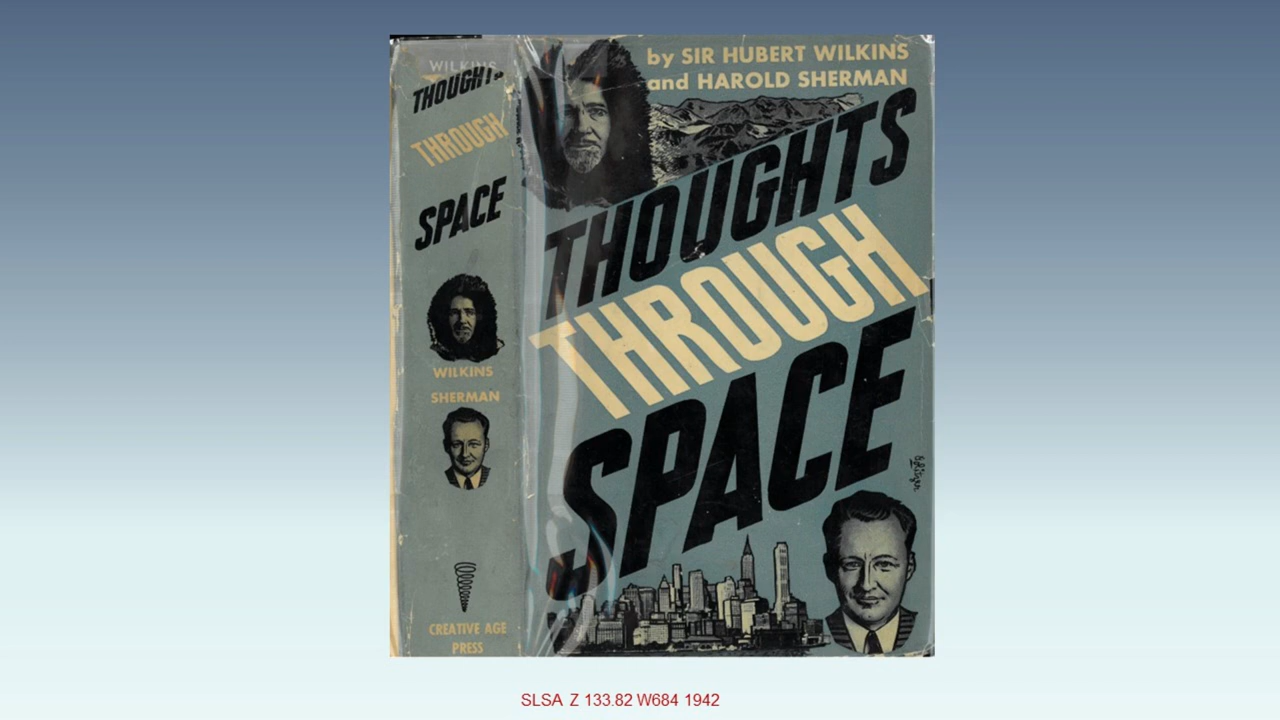 WILKINS
THOUGHTS
THROUGH
SPACE
WILKINS
SHERMAN
CREATIVE AGE
PRESS
by SIR HUBERT WILKINS
and HAROLD SHERMAN
THOUGHTS
THROUGH
SPACE
SLSA Z 133.82 W684 1942